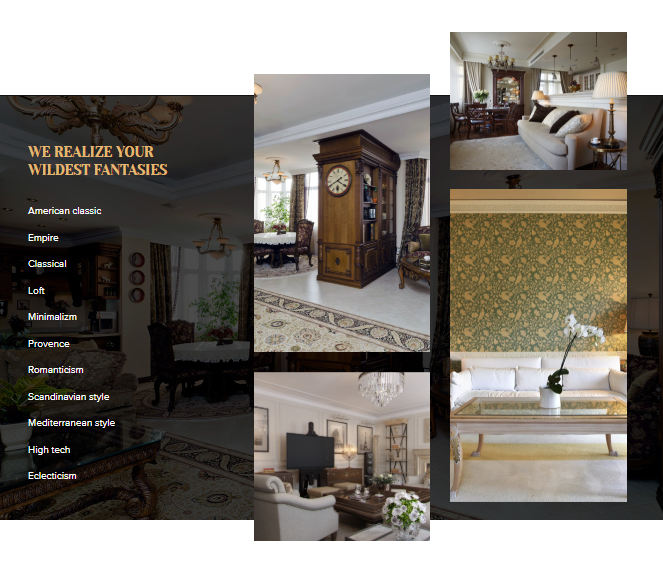 WE REALIZE YOUR
WILDEST FANTASIES
American classic
Empire
Classical
Loft
Minimalizm
Provence
Romanticism
Scandinavian style
Mediterranean style
High tech
Eclecticism